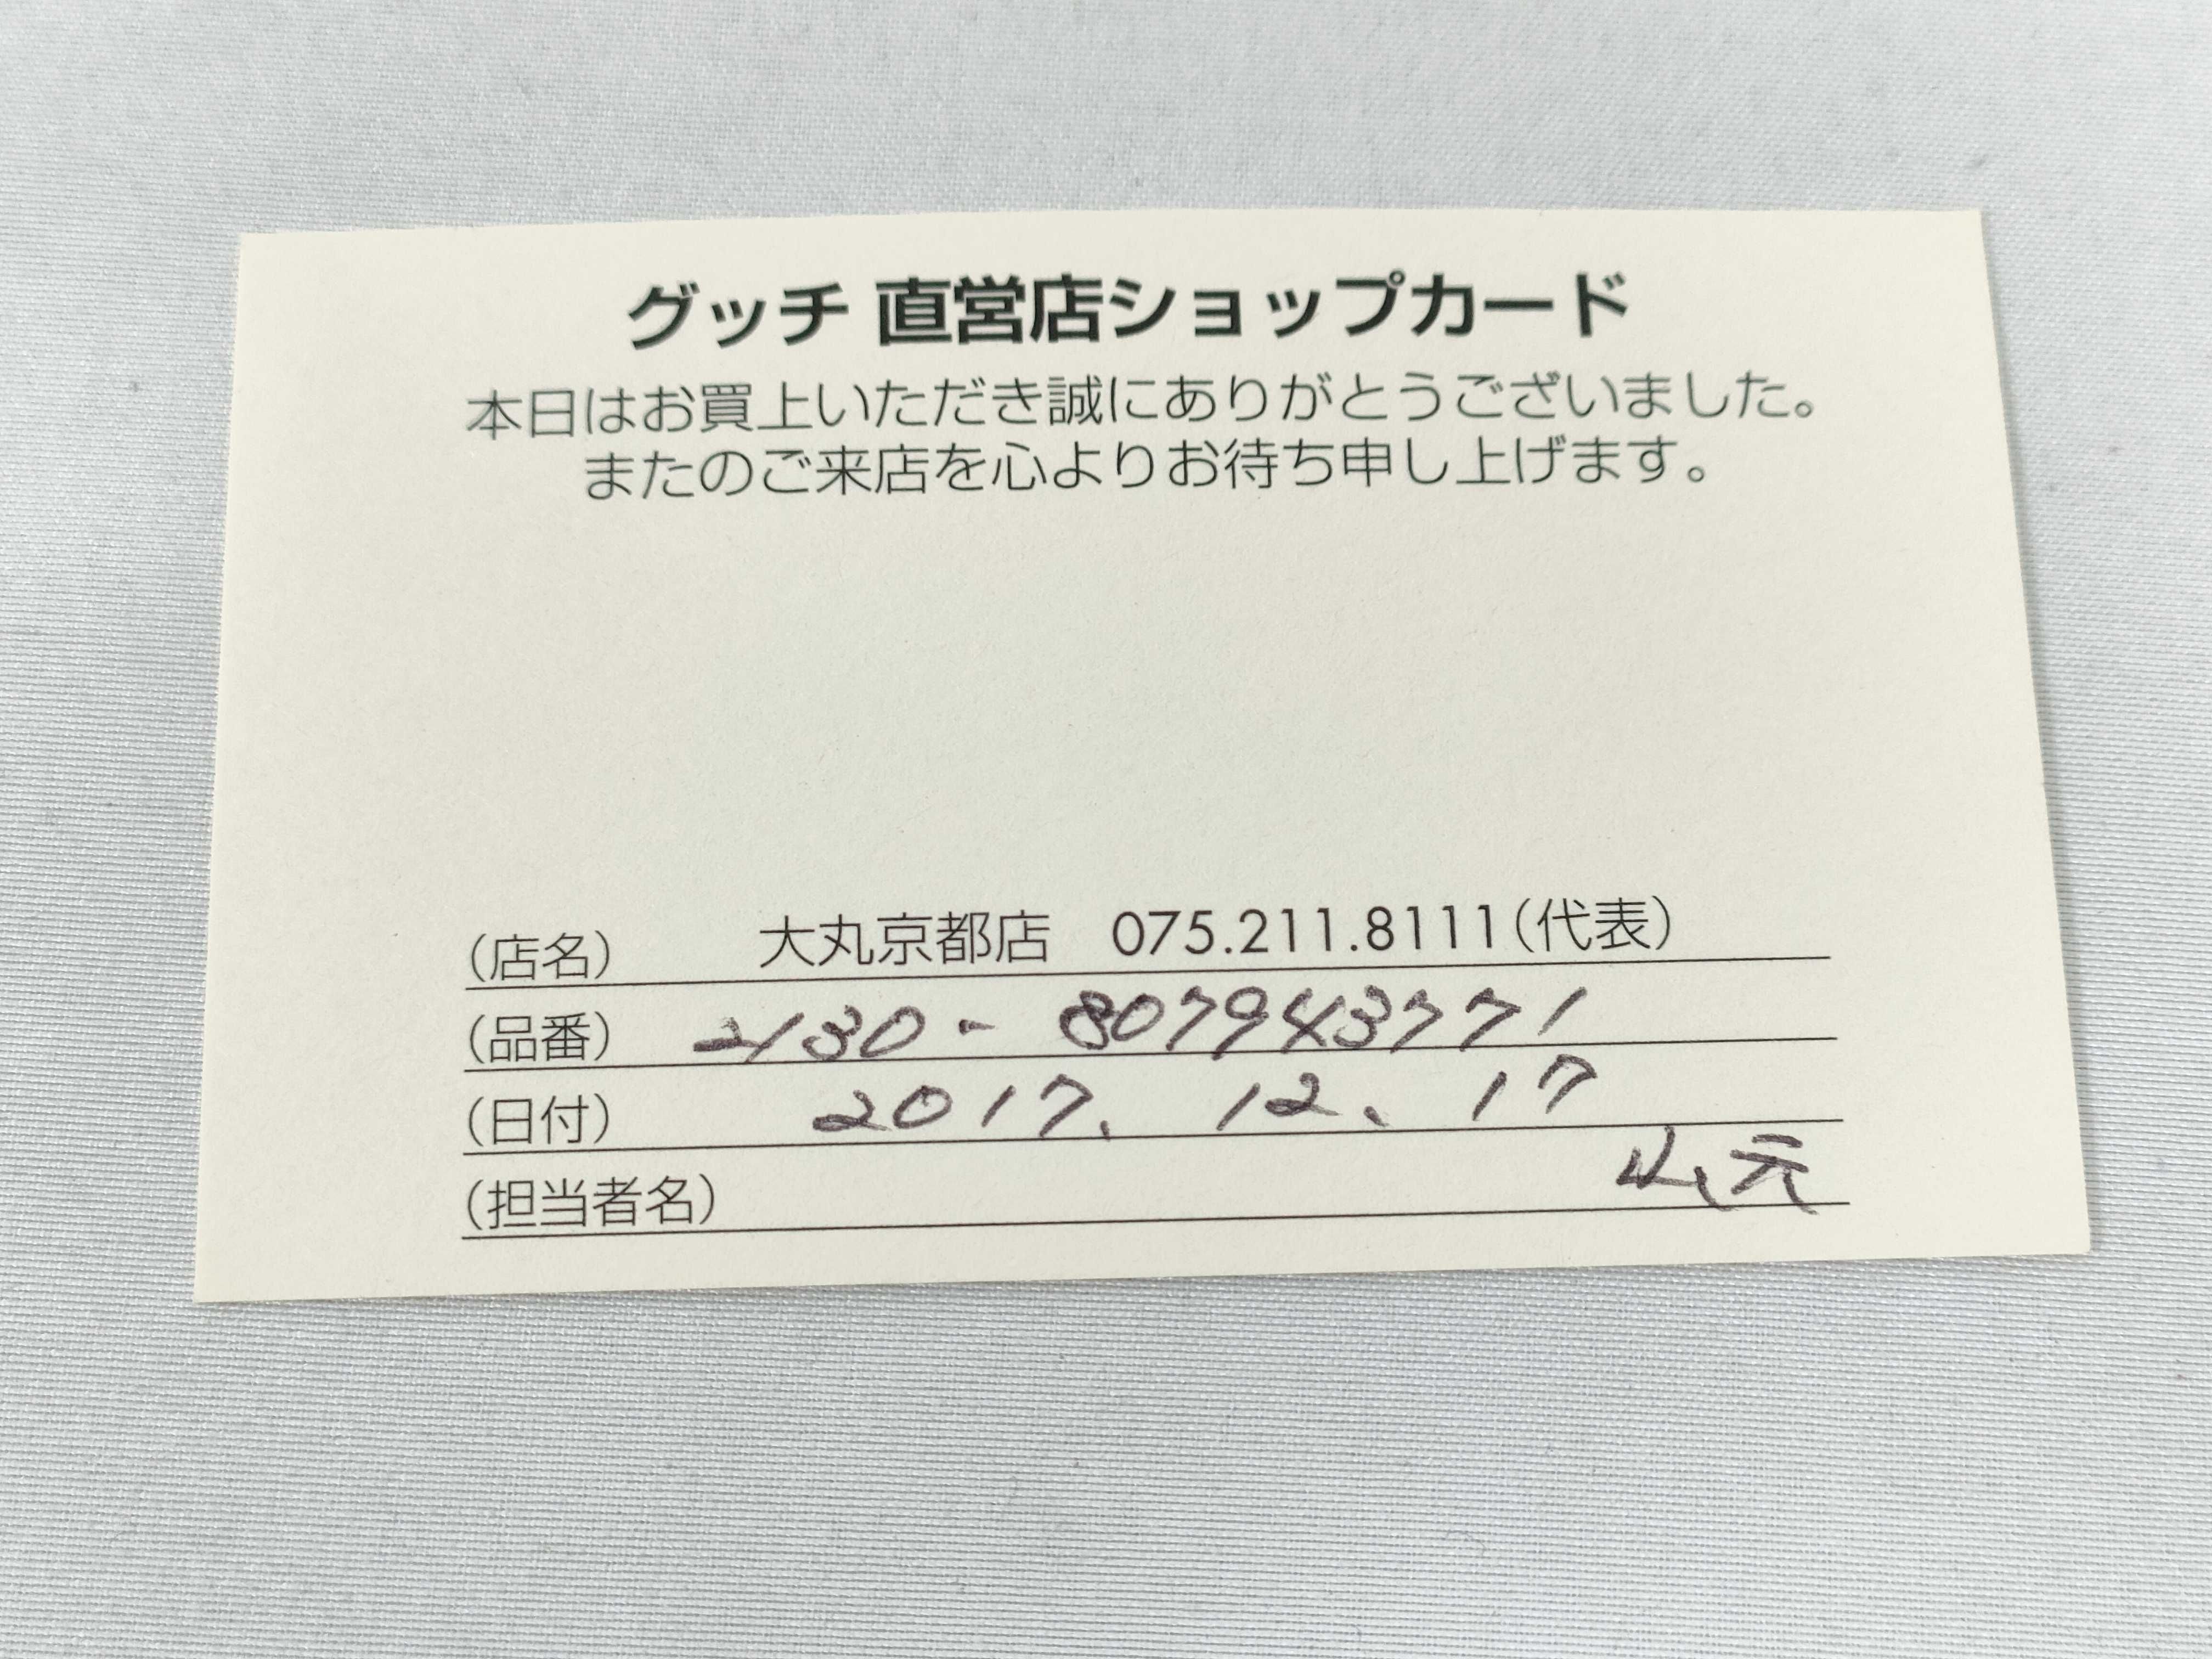 グッチ 直営店ショップカード
本日はお買上いただき誠にありがとうございました。
またのご来店を心よりお待ち申し上げます。
(店名) 大丸京都店 075.211.8111(代表)
(品番) 2130 - 807943771
(日付) 2017. 12. 17
(担当者名) 山元